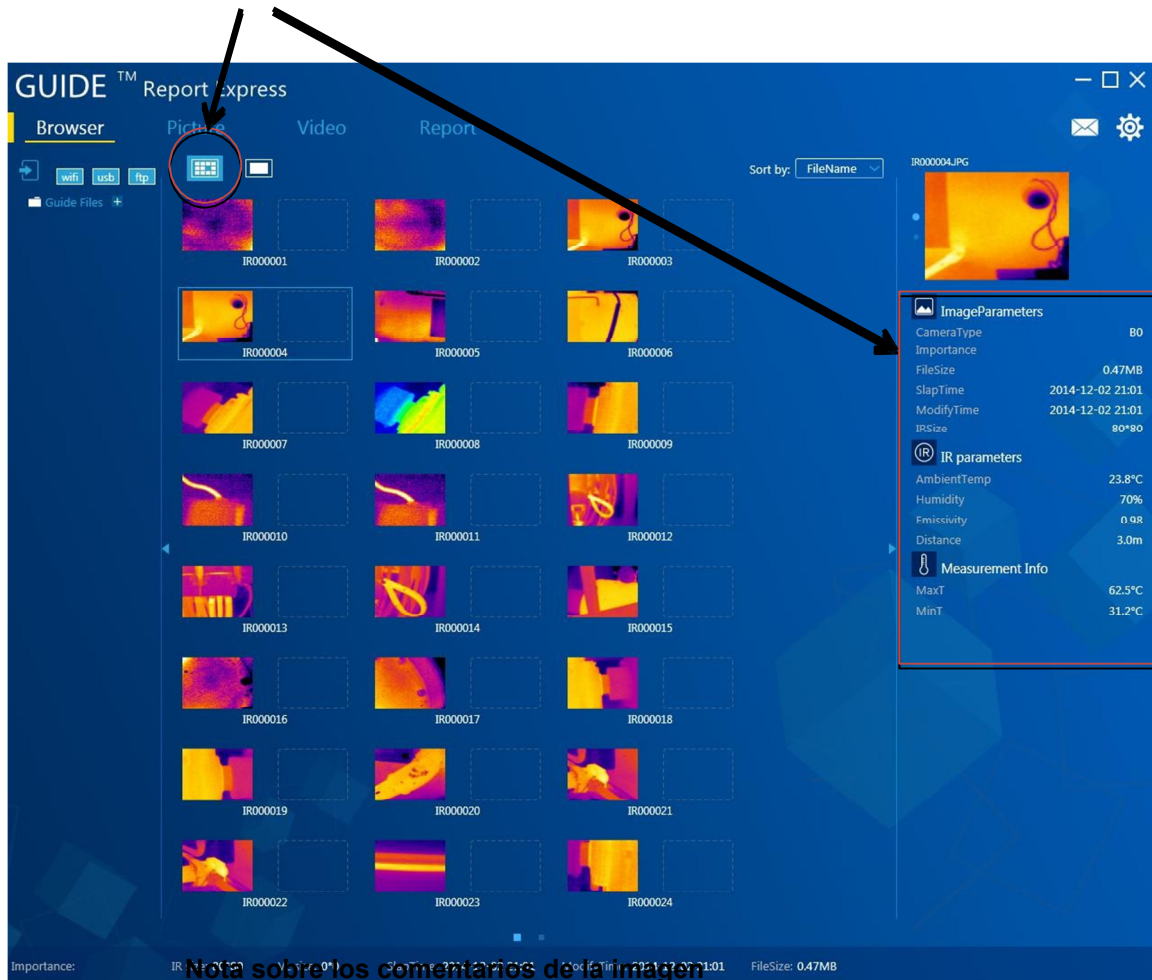 GUIDE ™ Report Express
Browser Picture Video Report
wifi usb ftp
Sort by: FileName
Guide Files +
IR000004.JPG
IR000001 IR000002 IR000003
IR000004 IR000005 IR000006
IR000007 IR000008 IR000009
IR000010 IR000011 IR000012
IR000013 IR000014 IR000015
IR000016 IR000017 IR000018
IR000019 IR000020 IR000021
IR000022 IR000023 IR000024
ImageParameters
CameraType B0
Importance
FileSize 0.47MB
SlapTime 2014-12-02 21:01
ModifyTime 2014-12-02 21:01
IRSize 80*80
IR parameters
AmbientTemp 23.8°C
Humidity 70%
Emissivity 0.98
Distance 3.0m
Measurement Info
MaxT 62.5°C
MinT 31.2°C
Importance: FileSize: 0.47MB
Nota sobre los comentarios de la imagen